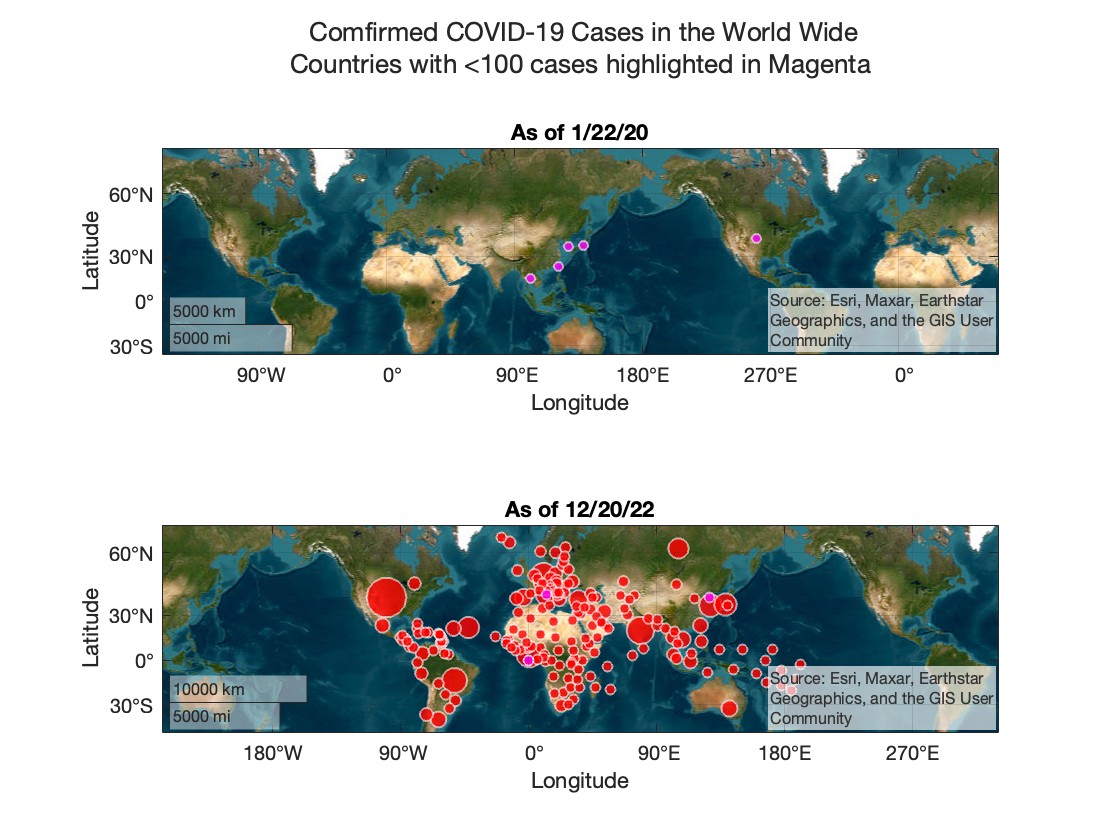 Comfirmed COVID-19 Cases in the World Wide
Countries with <100 cases highlighted in Magenta
As of 1/22/20
60°N
30°N
0°
30°S
Latitude
5000 km
5000 mi
Source: Esri, Maxar, Earthstar
Geographics, and the GIS User
Community
90°W
0°
90°E
180°E
270°E
0°
Longitude
As of 12/20/22
60°N
30°N
0°
30°S
Latitude
10000 km
5000 mi
Source: Esri, Maxar, Earthstar
Geographics, and the GIS User
Community
180°W
90°W
0°
90°E
180°E
270°E
Longitude